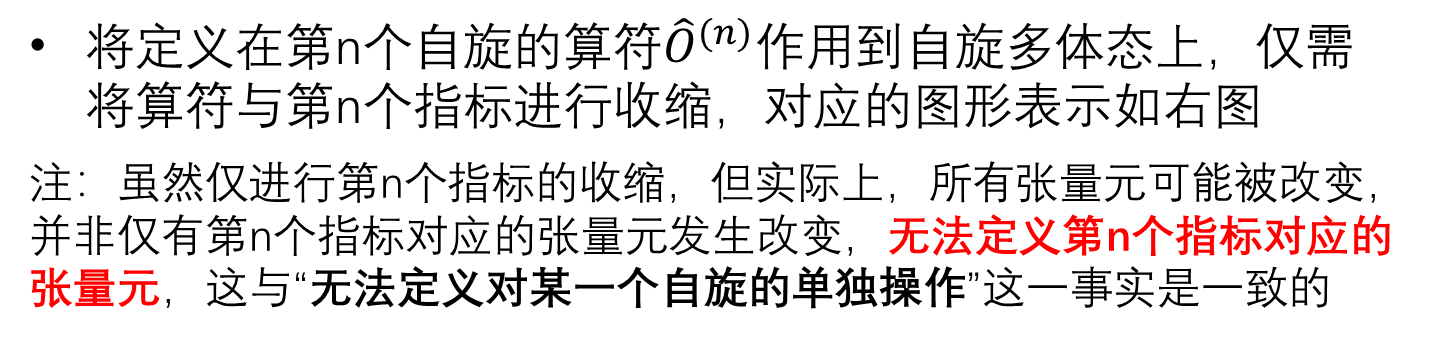 • 将定义在第n个自旋的算符Ô⁽ⁿ⁾作用到自旋多体态上，仅需
将算符与第n个指标进行收缩，对应的图形表示如右图
注：虽然仅进行第n个指标的收缩，但实际上，所有张量元可能被改变，
并非仅有第n个指标对应的张量元发生改变，无法定义第n个指标对应的
张量元，这与“无法定义对某一个自旋的单独操作”这一事实是一致的